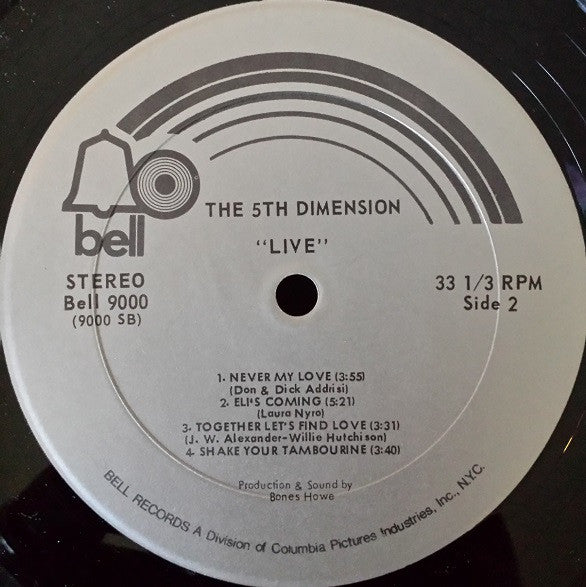 THE 5TH DIMENSION
bell
"LIVE"
STEREO
Bell 9000
(9000 SB)
33 1/3 RPM
Side 2
1. NEVER MY LOVE (3:55)
(Don & Dick Addrisi)
2. ELI'S COMING (5:21)
(Laura Nyro)
3. TOGETHER LET'S FIND LOVE (3:31)
(J. W. Alexander-Willie Hutchison)
4. SHAKE YOUR TAMBOURINE (3:40)
Production & Sound by
Bones Howe
BELL RECORDS A Division of Columbia Pictures Industries, Inc., N.Y.C.